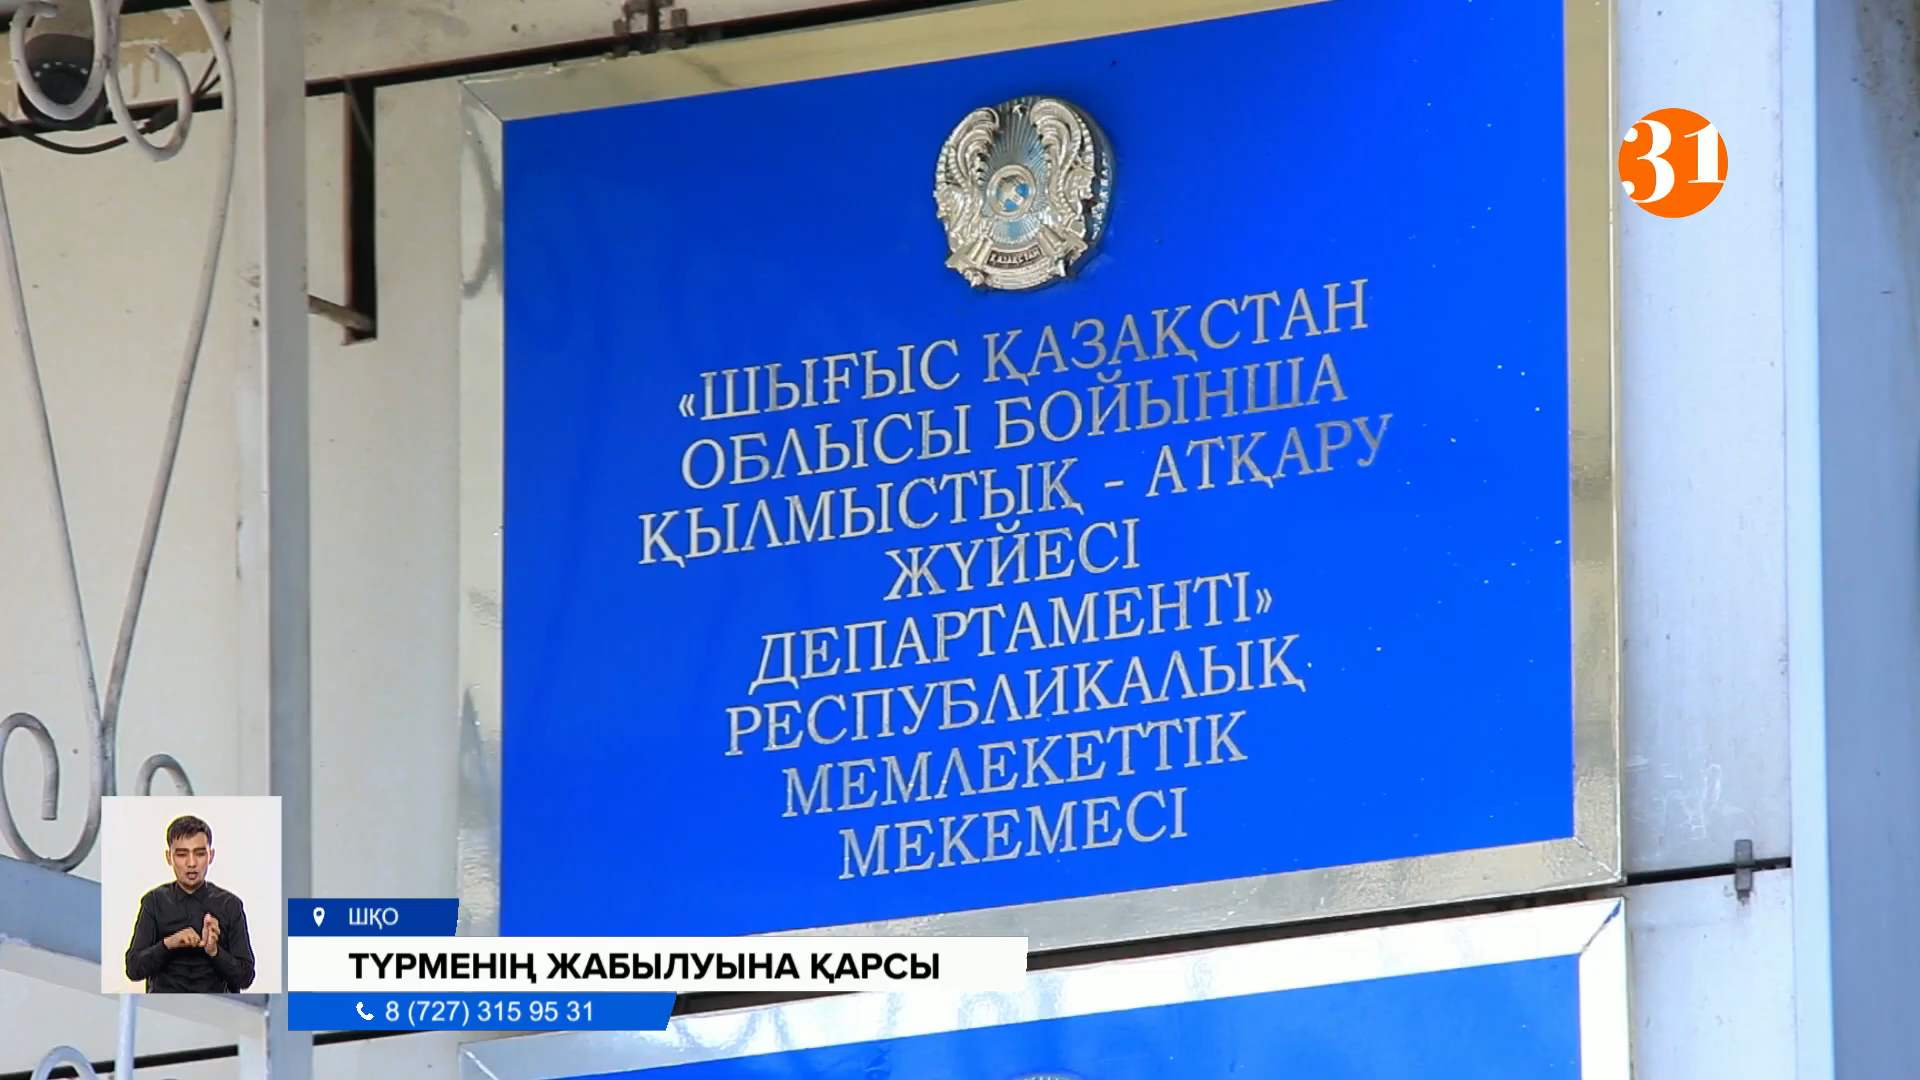 31
ҚАЗАҚСТАН
«ШЫҒЫС ҚАЗАҚСТАН
ОБЛЫСЫ БОЙЫНША
ҚЫЛМЫСТЫҚ - АТҚАРУ
ЖҮЙЕСІ
ДЕПАРТАМЕНТІ»
РЕСПУБЛИКАЛЫҚ
МЕМЛЕКЕТТІК
МЕКЕМЕСІ
ШҚО
ТҮРМЕНІҢ ЖАБЫЛУЫНА ҚАРСЫ
8 (727) 315 95 31